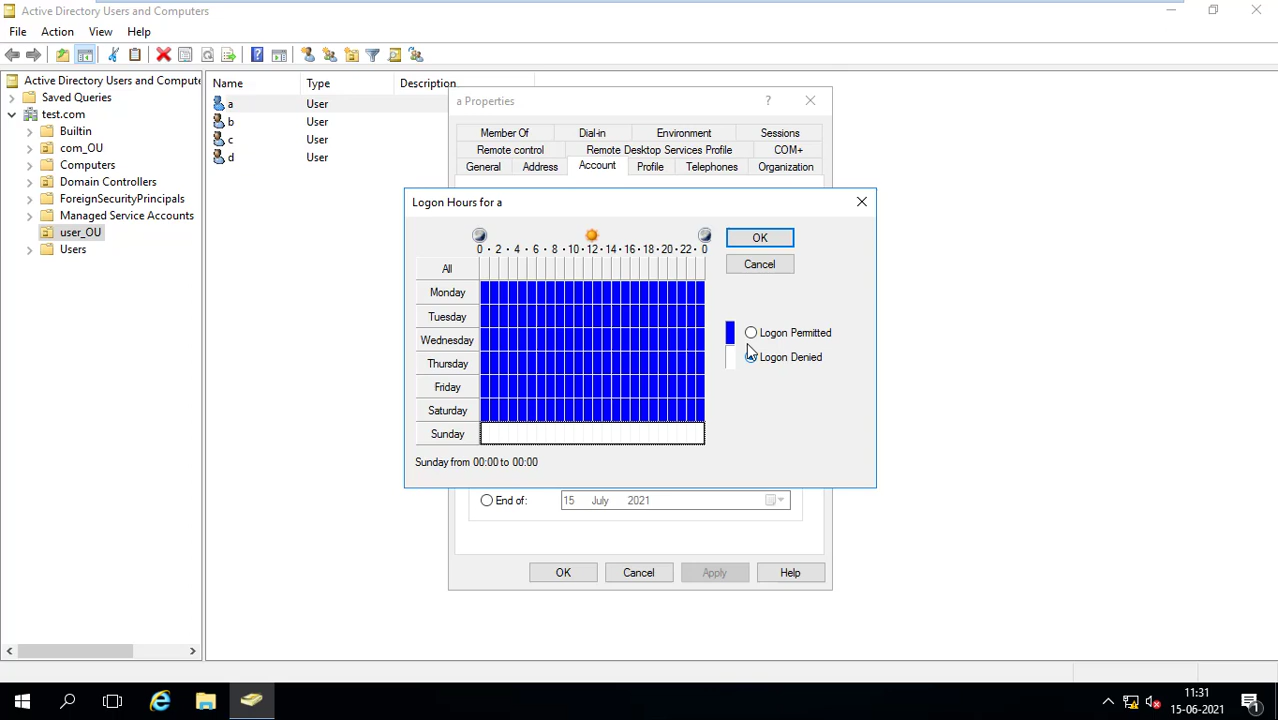 Active Directory Users and Computers
File Action View Help
Active Directory Users and Compute
Saved Queries
test.com
Builtin
com_OU
Computers
Domain Controllers
ForeignSecurityPrincipals
Managed Service Accounts
user_OU
Users
Name Type Description
a User
b User
c User
d User
a Properties ?
Member Of Dial-in Environment Sessions
Remote control Remote Desktop Services Profile COM+
General Address Account Profile Telephones Organization
Logon Hours for a
0 · 2 · 4 · 6 · 8 · 10 · 12 · 14 · 16 · 18 · 20 · 22 · 0
All
Monday
Tuesday
Wednesday
Thursday
Friday
Saturday
Sunday
Sunday from 00:00 to 00:00
OK
Cancel
Logon Permitted
Logon Denied
End of: 15 July 2021
OK Cancel Apply Help
11:31
15-06-2021
1